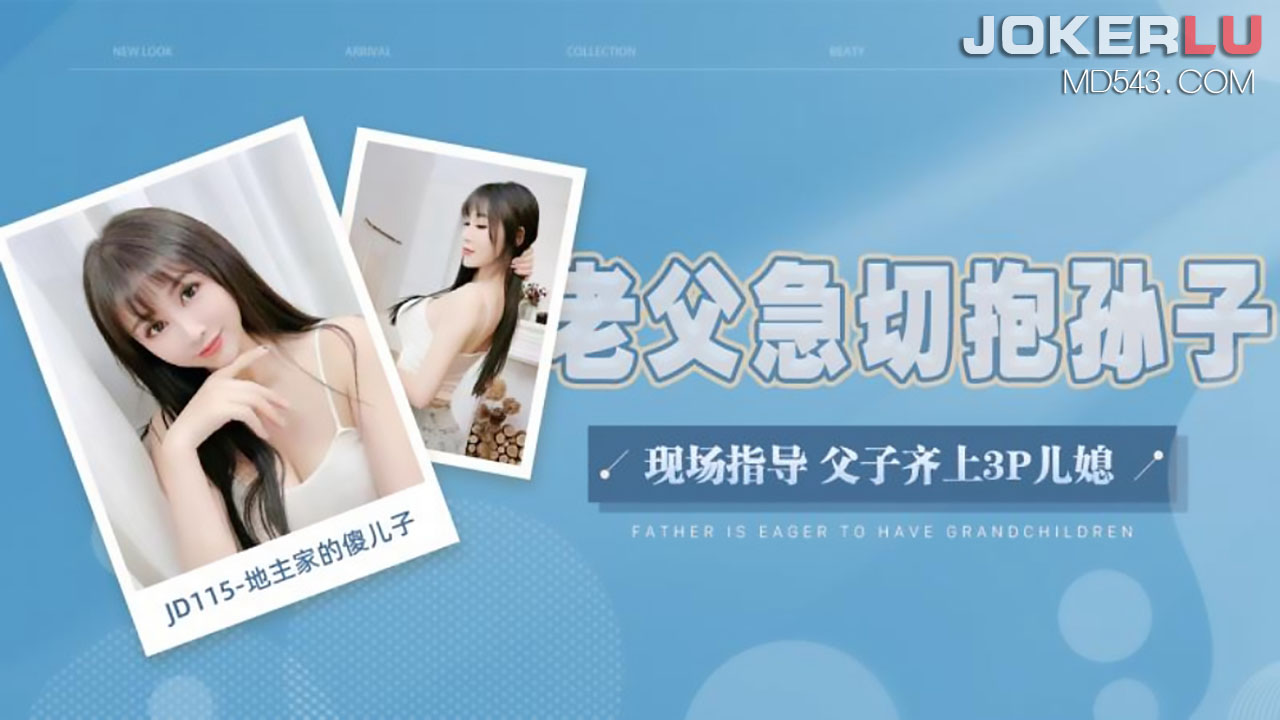 NEW LOOK
ARRIVAL
COLLECTION
BEATY
JOKERLU
MD543.COM
老父急切抱孙子
现场指导 父子齐上3P儿媳
FATHER IS EAGER TO HAVE GRANDCHILDREN
JD115-地主家的傻儿子